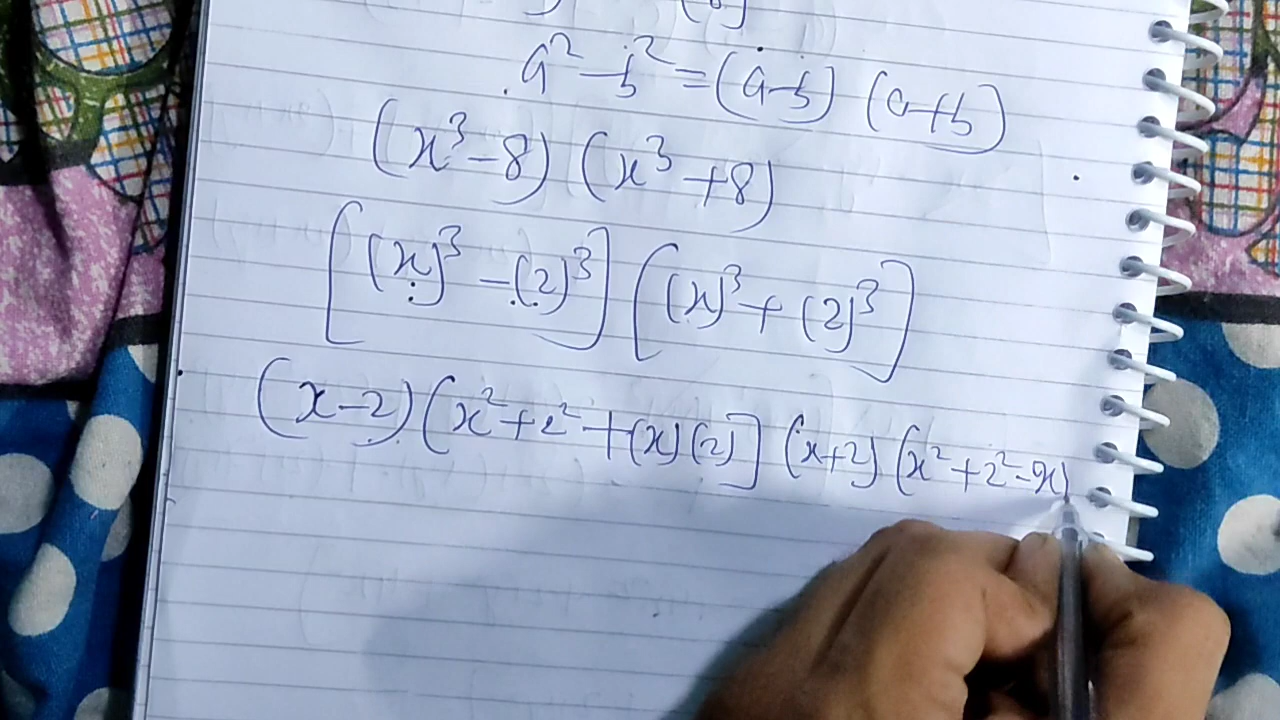 a² - b² = (a-b) (a+b)
(x³ - 8) (x³ + 8)
[(x)³ - (2)³] [(x)³ + (2)³]
(x-2) (x² + 2² + (x)(2)] (x+2) (x² + 2² - x)